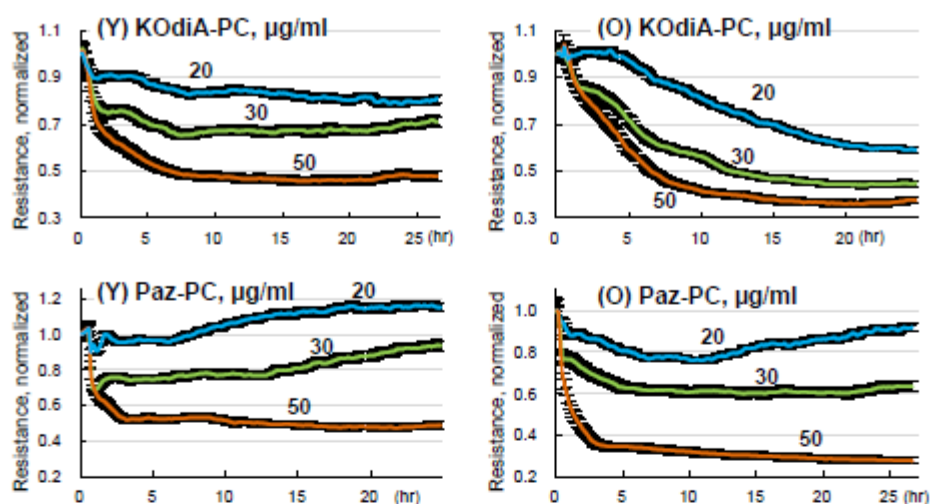 (Y) KOdiA-PC, µg/ml
Resistance, normalized
1.1
0.9
0.7
0.5
0.3
20
30
50
0 5 10 15 20 25 (hr)
(O) KOdiA-PC, µg/ml
Resistance, normalized
1.1
0.9
0.7
0.5
0.3
20
30
50
0 5 10 15 20 (hr)
(Y) Paz-PC, µg/ml
Resistance, normalized
1.2
1.0
0.8
0.6
0.4
0.2
20
30
50
0 5 10 15 20 (hr)
(O) Paz-PC, µg/ml
Resistance, normalized
1.0
0.8
0.6
0.4
0.2
20
30
50
0 5 10 15 20 25 (hr)